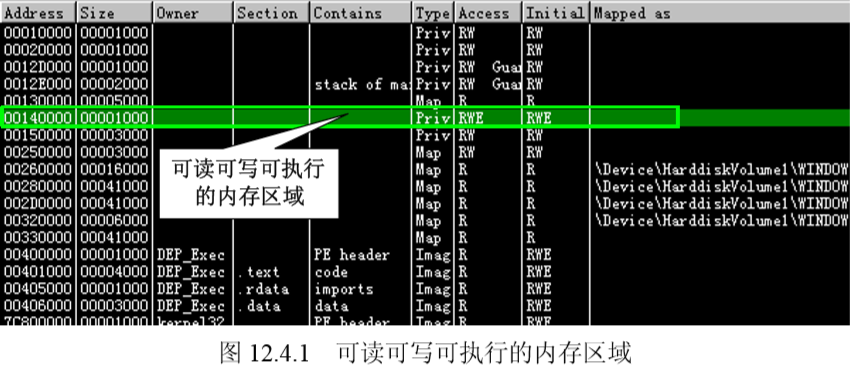 Address Size Owner Section Contains Type Access Initial Mapped as
00010000 00001000 Priv RW RW
00020000 00001000 Priv RW RW
0012D000 00001000 Priv RW Guar RW
0012E000 00002000 stack of ma Priv RW Guar RW
00130000 00005000 Map R R
00140000 00001000 Priv RWE RWE
00150000 00003000 Priv RW RW
00250000 00003000 Map RW RW
00260000 00016000 Map R R \Device\HarddiskVolume1\WINDOW
00280000 00041000 Map R R \Device\HarddiskVolume1\WINDOW
002D0000 00041000 Map R R \Device\HarddiskVolume1\WINDOW
00320000 00006000 Map R R \Device\HarddiskVolume1\WINDOW
00330000 00041000 Map R R
00400000 00001000 DEP_Exec PE header Imag R RWE
00401000 00004000 DEP_Exec .text code Imag R RWE
00405000 00001000 DEP_Exec .rdata imports Imag R RWE
00406000 00003000 DEP_Exec .data data Imag R RWE
7C800000 00001000 kernel32 PE header Imag R RWE
可读可写可执行
的内存区域
图 12.4.1 可读可写可执行的内存区域